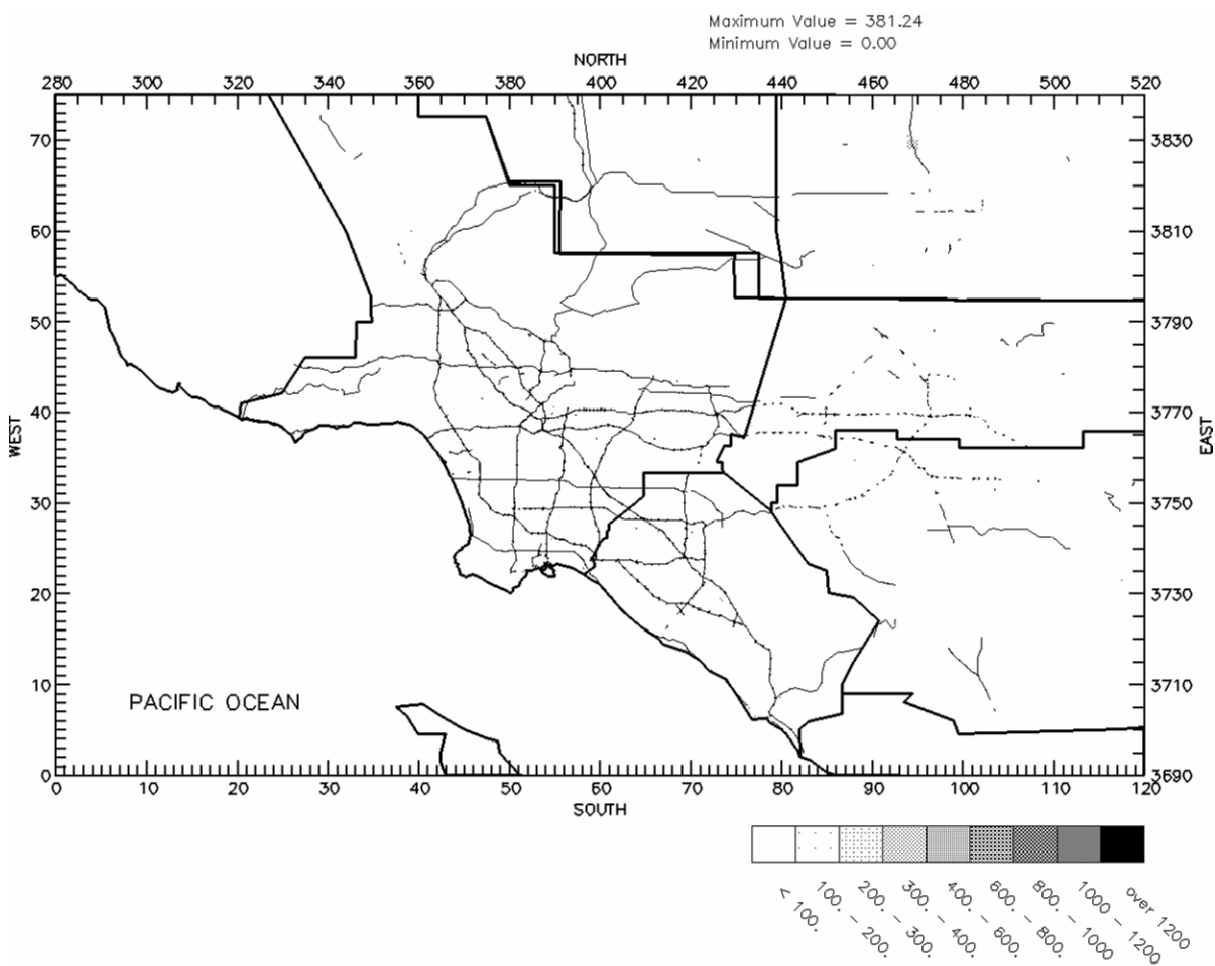 Maximum Value = 381.24
Minimum Value = 0.00
NORTH
280 300 320 340 360 380 400 420 440 460 480 500 520
70 3830
60 3810
50 3790
40 3770
WEST EAST
30 3750
20 3730
10 3710
PACIFIC OCEAN
0 3690
0 10 20 30 40 50 60 70 80 90 100 110 120
SOUTH
< 100.
100. - 200.
200. - 300.
300. - 400.
400. - 600.
600. - 800.
800. - 1000
1000 - 1200
over 1200